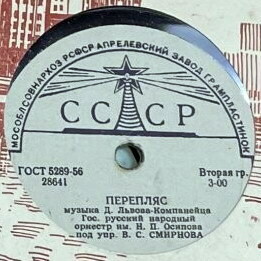 МОСОБЛСОВНАРХОЗ РСФСР АПРЕЛЕВСКИЙ ЗАВОД ГРАМПЛАСТИНОК
СССР
ГОСТ 5289-56
28641
Вторая гр.
3-00
ПЕРЕПЛЯС
музыка Д. Львова-Компанейца
Гос. русский народный
оркестр им. Н. П. Осипова
под упр. В. С. СМИРНОВА